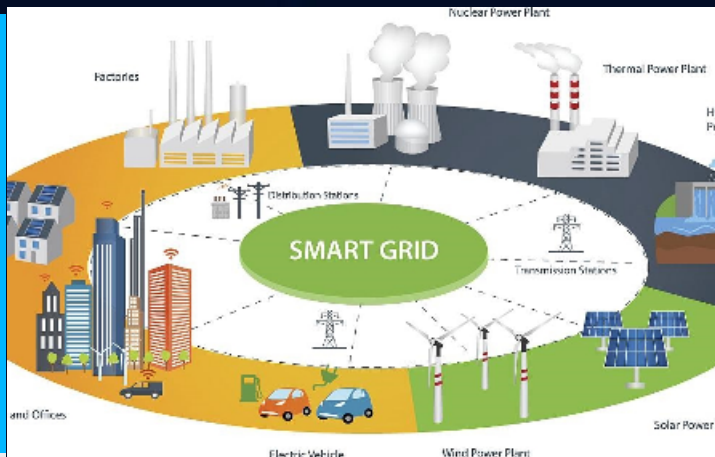 Nuclear Power Plant
Factories
Thermal Power Plant
Distribution Stations
SMART GRID
Transmission Stations
and Offices
Solar Power
Electric Vehicle
Wind Power Plant